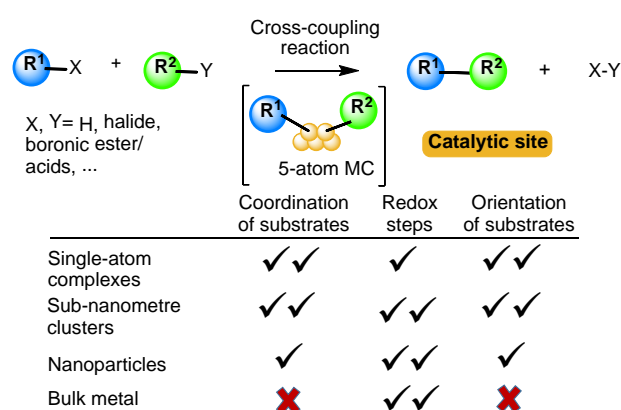 Cross-coupling
reaction
R1 X + R2 Y R1 R2 + X-Y
X, Y= H, halide,
boronic ester/
acids, ...
R1 R2
5-atom MC
Catalytic site
Coordination of substrates Redox steps Orientation of substrates
Single-atom
complexes
Sub-nanometre
clusters
Nanoparticles
Bulk metal